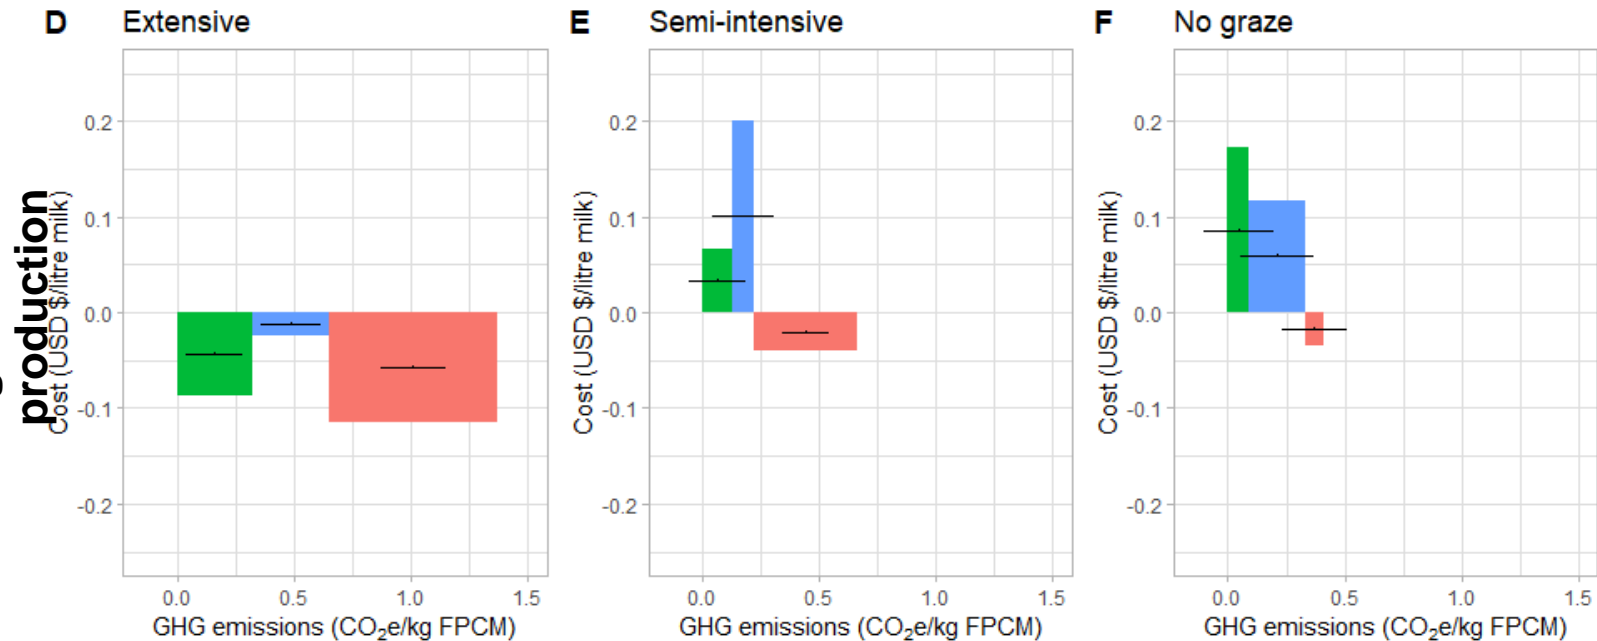 D Extensive
E Semi-intensive
F No graze
production
Cost (USD $/litre milk)
0.2
0.1
0.0
-0.1
-0.2
0.0 0.5 1.0 1.5
GHG emissions (CO₂e/kg FPCM)
Cost (USD $/litre milk)
0.2
0.1
0.0
-0.1
-0.2
0.0 0.5 1.0 1.5
GHG emissions (CO₂e/kg FPCM)
Cost (USD $/litre milk)
0.2
0.1
0.0
-0.1
-0.2
0.0 0.5 1.0 1.5
GHG emissions (CO₂e/kg FPCM)